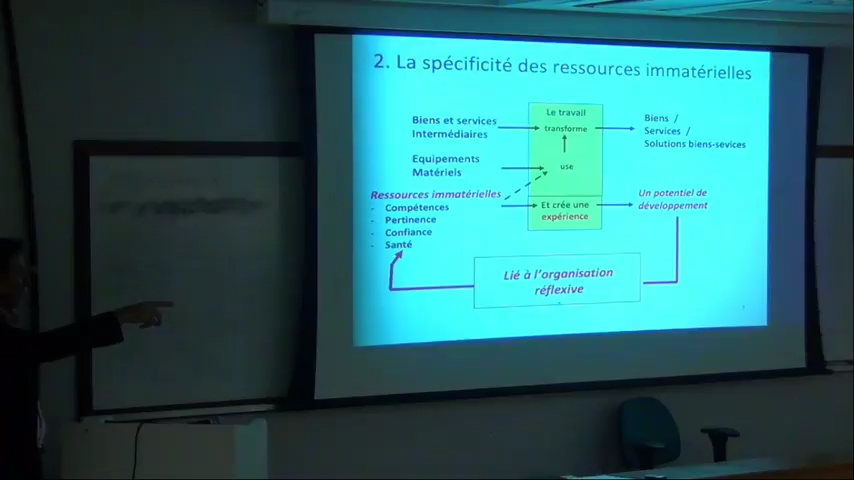 2. La spécificité des ressources immatérielles
Le travail
Biens et services
Intermédiaires
transforme
Biens /
Services /
Solutions biens-sevices
Equipements
Matériels
use
Ressources immatérielles
- Compétences
- Pertinence
- Confiance
- Santé
Et crée une
expérience
Un potentiel de
développement
Lié à l'organisation
réflexive